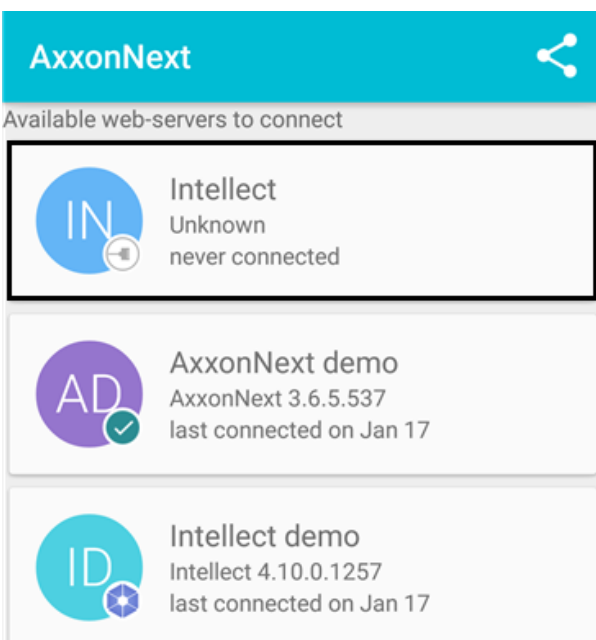 AxxonNext
Available web-servers to connect
IN
Intellect
Unknown
never connected
AD
AxxonNext demo
AxxonNext 3.6.5.537
last connected on Jan 17
ID
Intellect demo
Intellect 4.10.0.1257
last connected on Jan 17